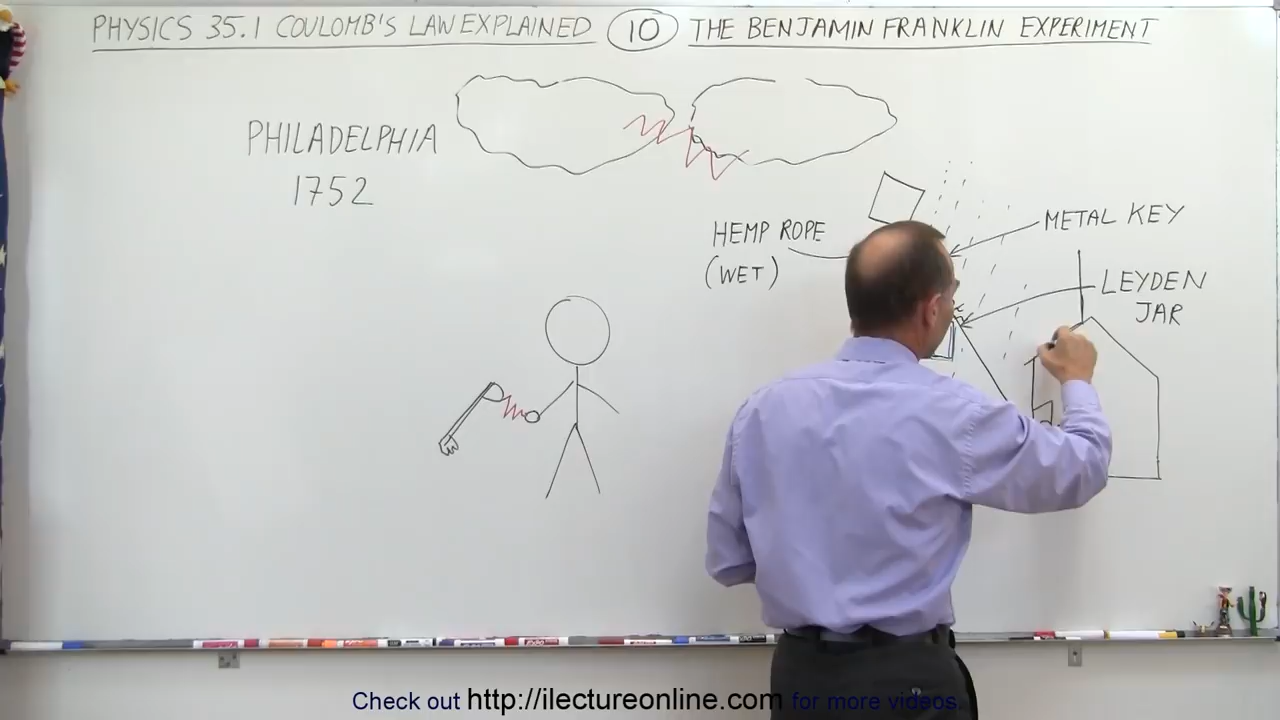 PHYSICS 35.1 COULOMB'S LAW EXPLAINED 10 THE BENJAMIN FRANKLIN EXPERIMENT
PHILADELPHIA
1752
HEMP ROPE
(WET)
METAL KEY
LEYDEN
JAR
Check out http://ilectureonline.com for more videos.